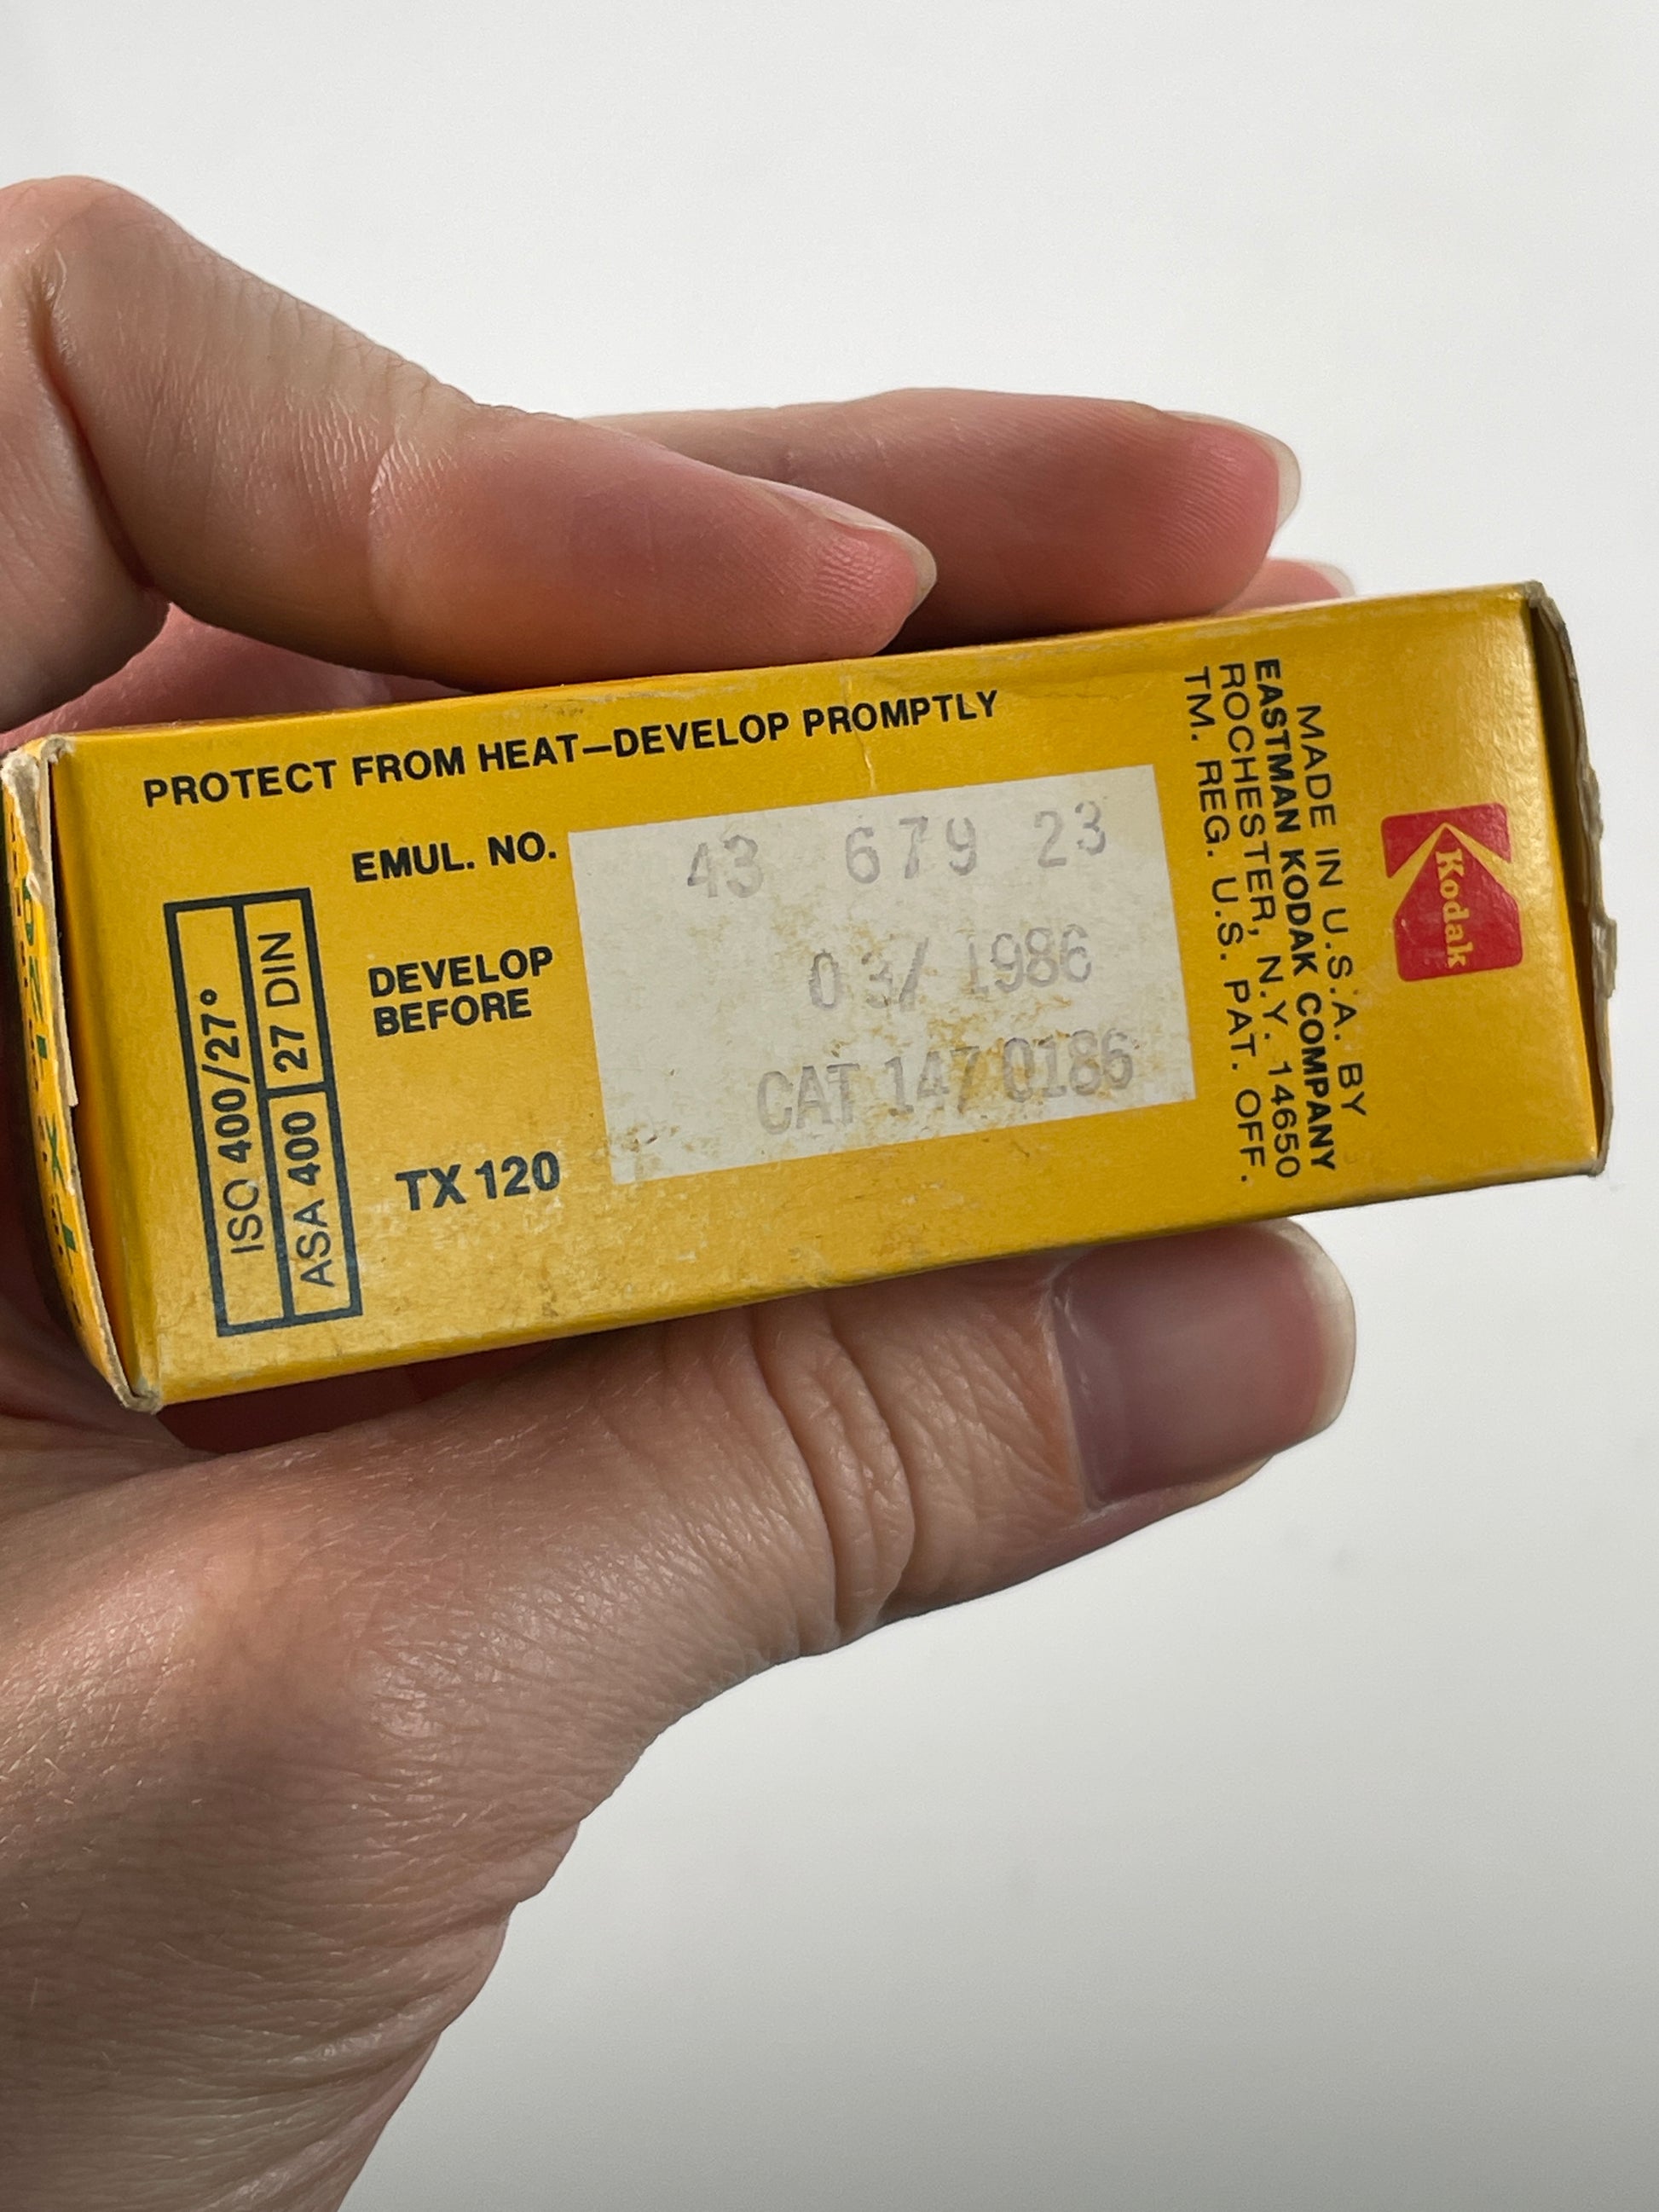 PROTECT FROM HEAT—DEVELOP PROMPTLY
EMUL. NO. 43 679 23
DEVELOP
BEFORE
03/ 1986
CAT 147 0186
TX 120
ISO 400/27°
ASA 400 27 DIN
MADE IN U.S.A. BY
EASTMAN KODAK COMPANY
ROCHESTER, N.Y. 14650
TM. REG. U.S. PAT. OFF.
Kodak